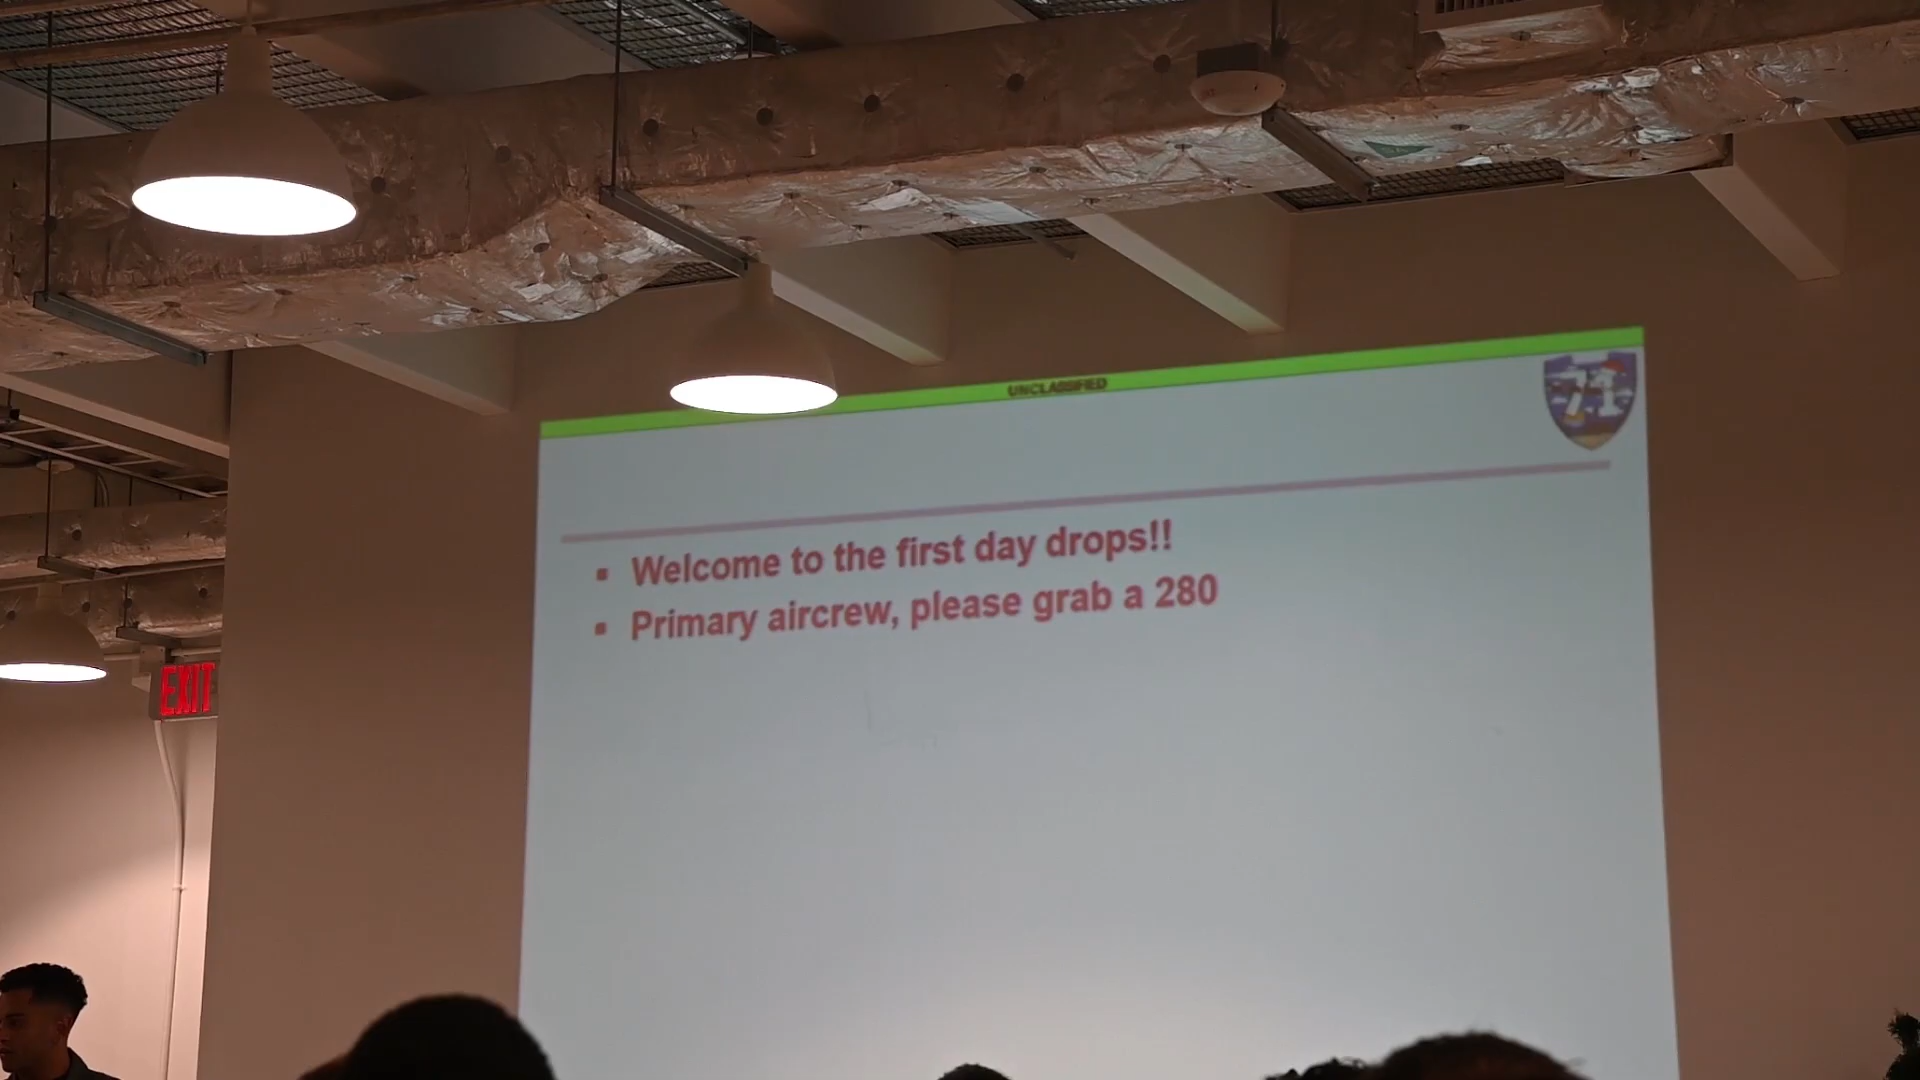 UNCLASSIFIED
71
▪ Welcome to the first day drops!!
▪ Primary aircrew, please grab a 280
EXIT